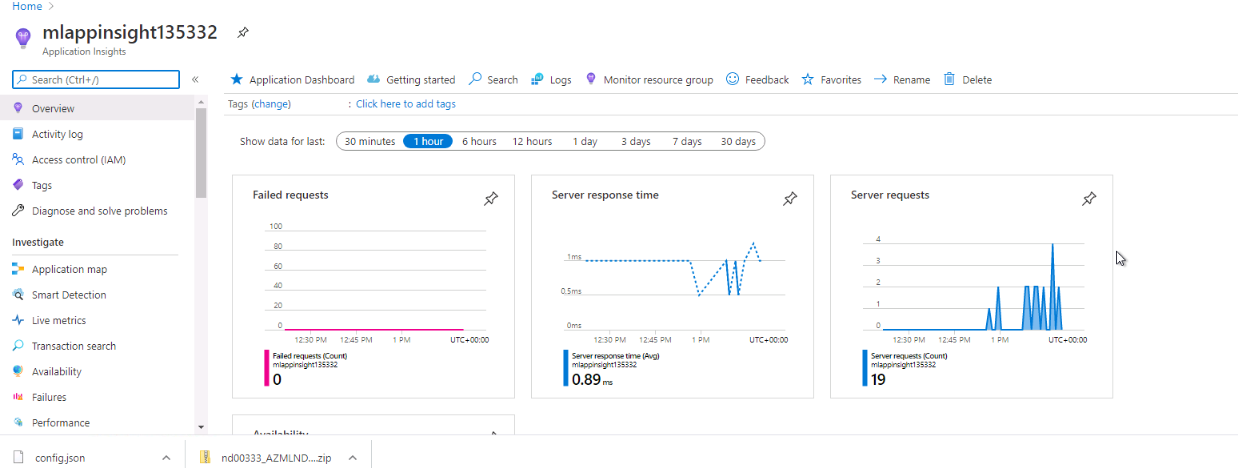 Home >
mlappinsight135332
Application Insights
Search (Ctrl+/)
«
Overview
Activity log
Access control (IAM)
Tags
Diagnose and solve problems
Investigate
Application map
Smart Detection
Live metrics
Transaction search
Availability
Failures
Performance
Application Dashboard Getting started Search Logs Monitor resource group Feedback Favorites Rename Delete
Tags (change) : Click here to add tags
Show data for last: 30 minutes 1 hour 6 hours 12 hours 1 day 3 days 7 days 30 days
Failed requests
100
80
60
40
20
0
12:30 PM 12:45 PM 1 PM UTC+00:00
Failed requests (Count)
mlappinsight135332
0
Server response time
1ms
0.5ms
0ms
12:30 PM 12:45 PM 1 PM UTC+00:00
Server response time (Avg)
mlappinsight135332
0.89 ms
Server requests
4
3
2
1
0
12:30 PM 12:45 PM 1 PM UTC+00:00
Server requests (Count)
mlappinsight135332
19
Availability
config.json
nd00333_AZMLND....zip